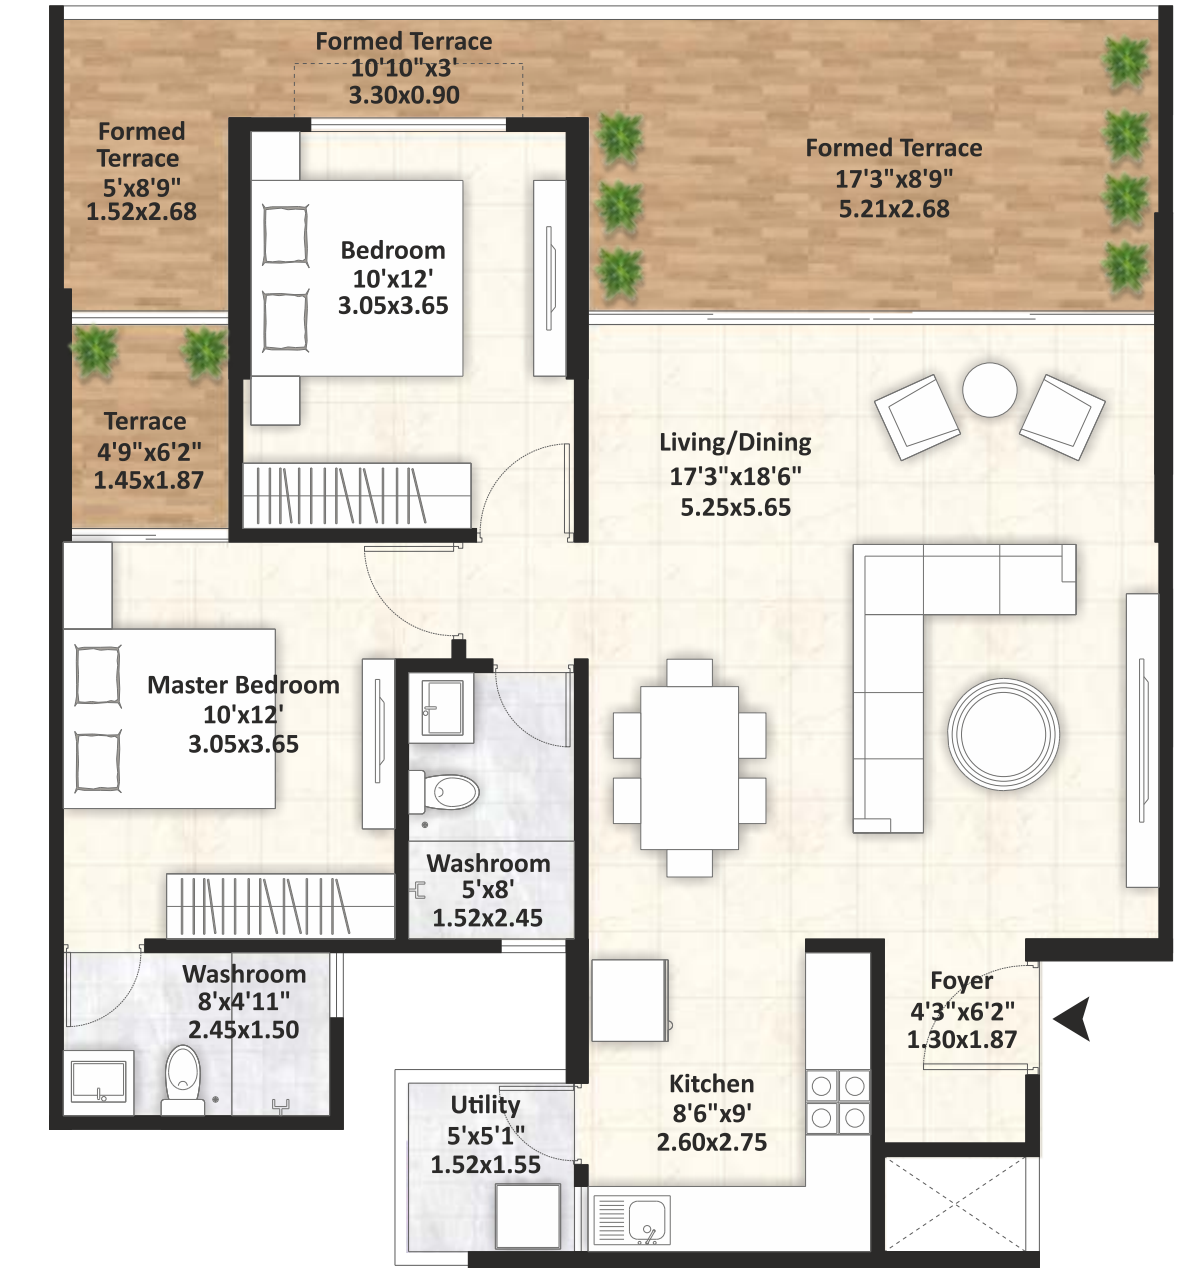 Formed Terrace
10'10"x3'
3.30x0.90
Formed
Terrace
5'x8'9"
1.52x2.68
Formed Terrace
17'3"x8'9"
5.21x2.68
Bedroom
10'x12'
3.05x3.65
Terrace
4'9"x6'2"
1.45x1.87
Living/Dining
17'3"x18'6"
5.25x5.65
Master Bedroom
10'x12'
3.05x3.65
Washroom
5'x8'
1.52x2.45
Washroom
8'x4'11"
2.45x1.50
Foyer
4'3"x6'2"
1.30x1.87
Kitchen
8'6"x9'
2.60x2.75
Utility
5'x5'1"
1.52x1.55